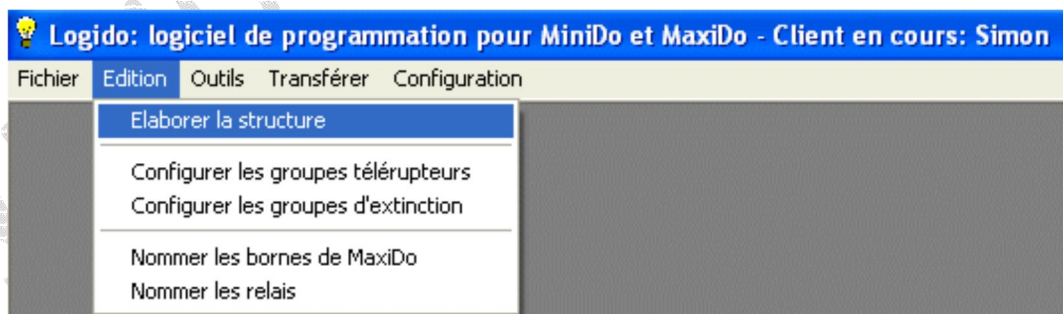 Logido: logiciel de programmation pour MiniDo et MaxiDo - Client en cours: Simon
Fichier Edition Outils Transférer Configuration
Elaborer la structure
Configurer les groupes télérupteurs
Configurer les groupes d'extinction
Nommer les bornes de MaxiDo
Nommer les relais